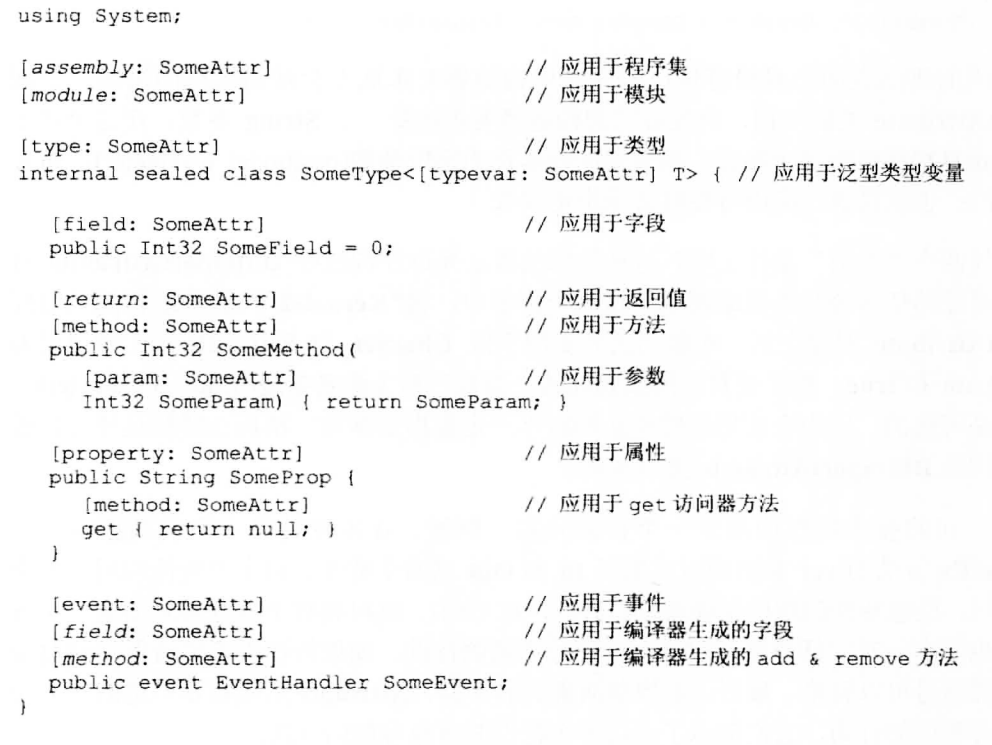 using System;
[assembly: SomeAttr] // 应用于程序集
[module: SomeAttr] // 应用于模块
[type: SomeAttr] // 应用于类型
internal sealed class SomeType<[typevar: SomeAttr] T> { // 应用于泛型类型变量
[field: SomeAttr] // 应用于字段
public Int32 SomeField = 0;
[return: SomeAttr] // 应用于返回值
[method: SomeAttr] // 应用于方法
public Int32 SomeMethod(
[param: SomeAttr] // 应用于参数
Int32 SomeParam) { return SomeParam; }
[property: SomeAttr] // 应用于属性
public String SomeProp {
[method: SomeAttr] // 应用于 get 访问器方法
get { return null; }
}
[event: SomeAttr] // 应用于事件
[field: SomeAttr] // 应用于编译器生成的字段
[method: SomeAttr] // 应用于编译器生成的 add & remove 方法
public event EventHandler SomeEvent;
}